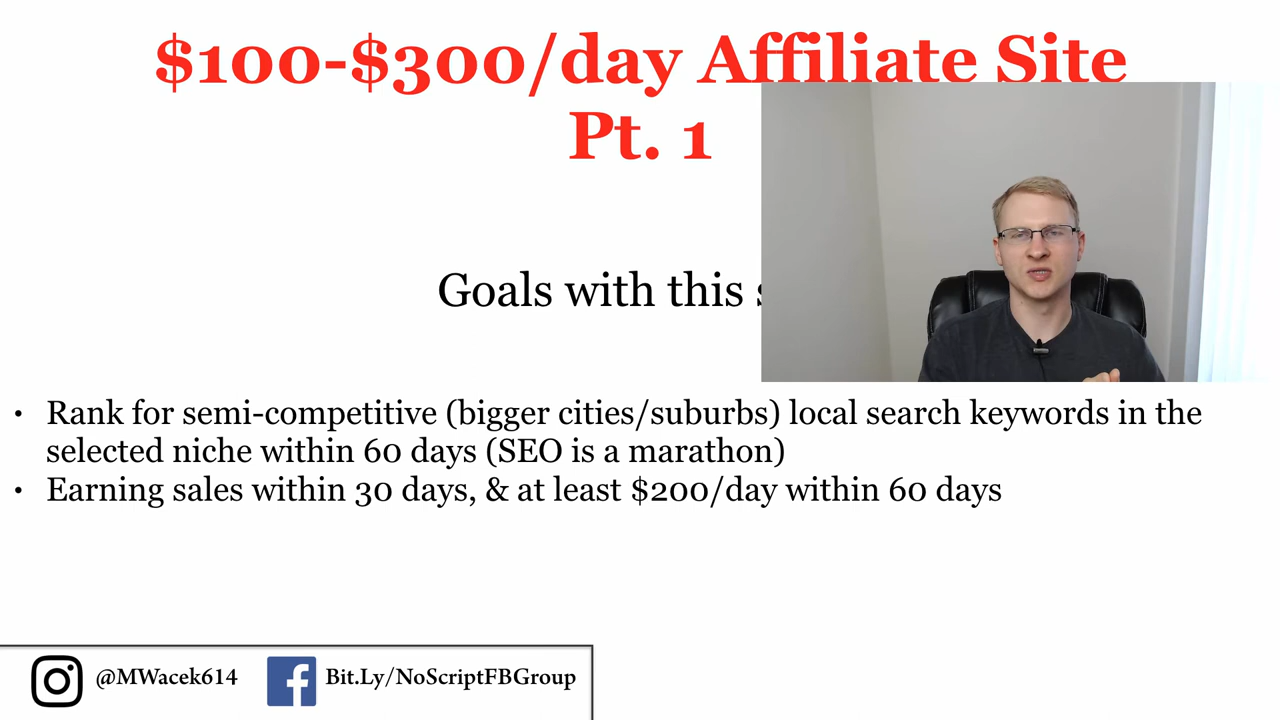 $100-$300/day Affiliate Site
Pt. 1
Goals with this
• Rank for semi-competitive (bigger cities/suburbs) local search keywords in the
selected niche within 60 days (SEO is a marathon)
• Earning sales within 30 days, & at least $200/day within 60 days
@MWacek614
Bit.Ly/NoScriptFBGroup